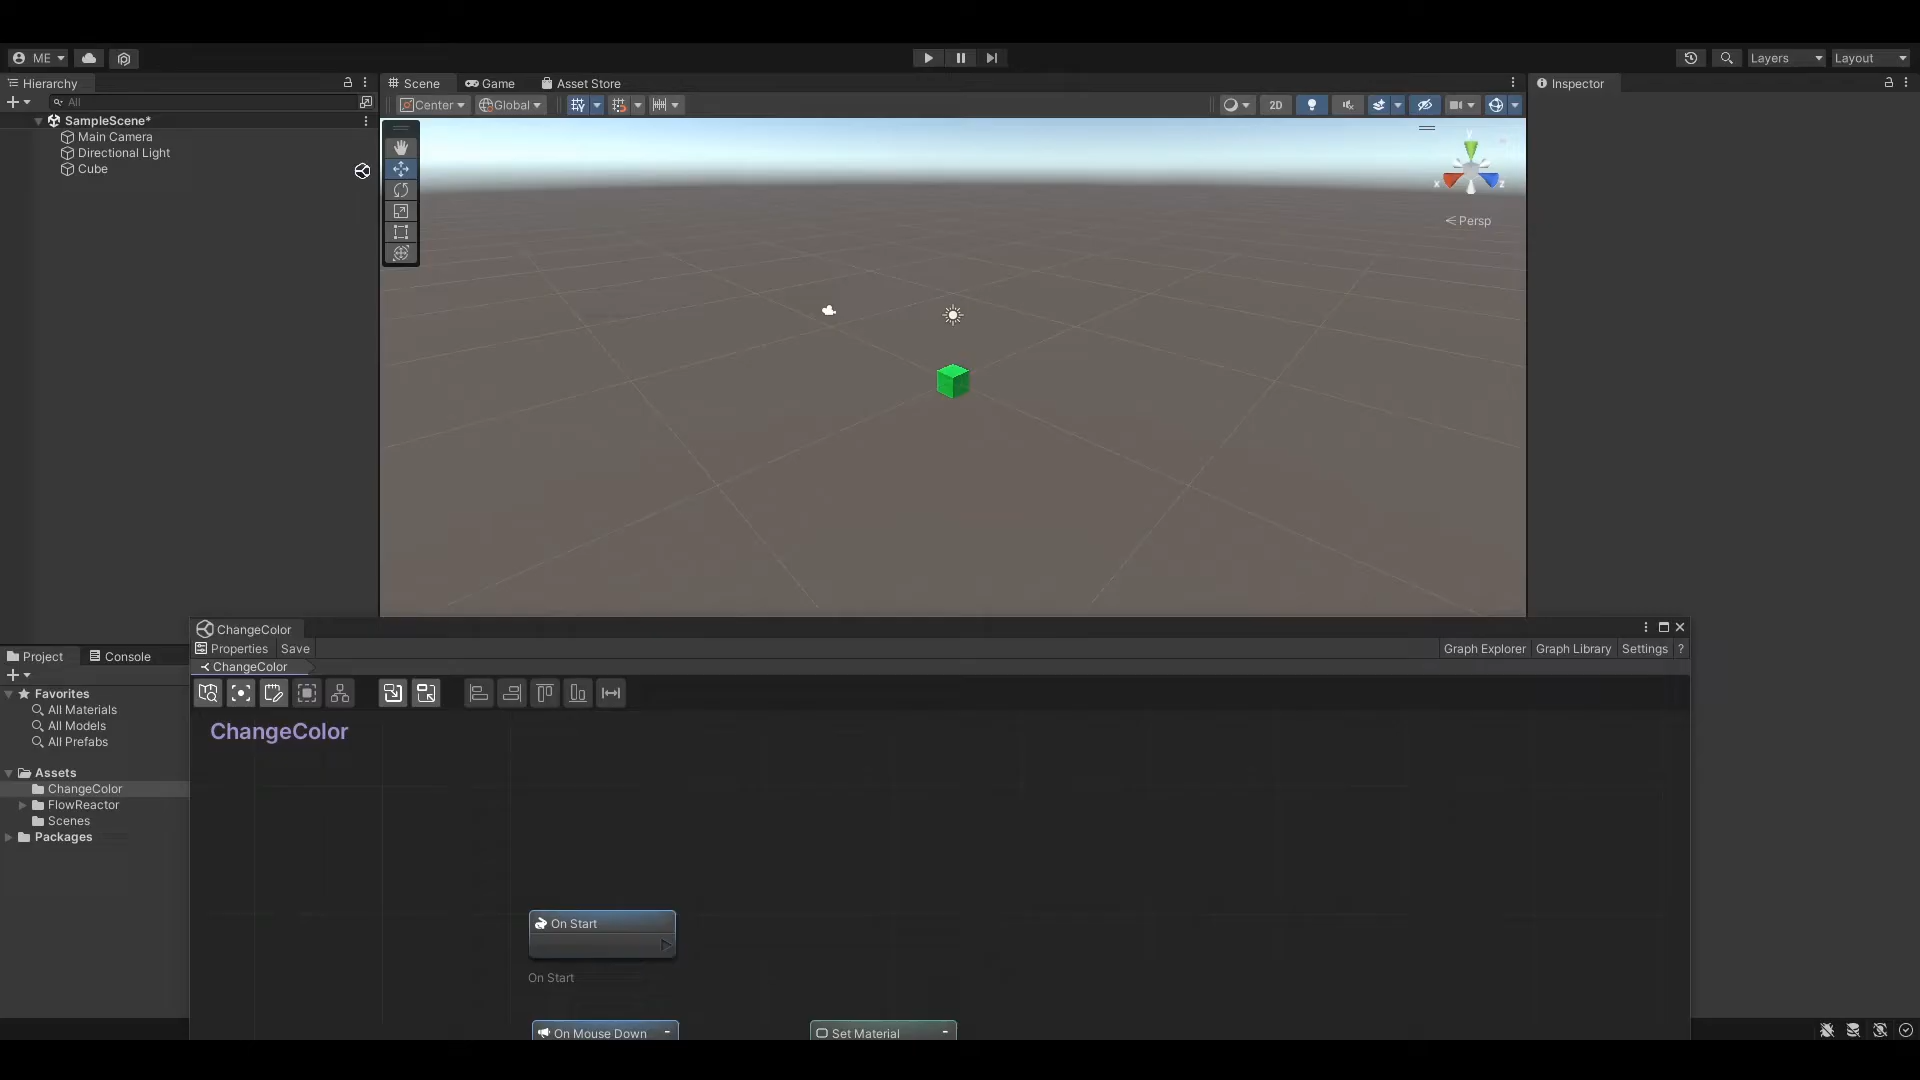 ME
Layers
Layout
Hierarchy
Scene
Game
Asset Store
Inspector
All
Center
Global
2D
SampleScene*
Main Camera
Directional Light
Cube
y
x
z
Persp
ChangeColor
Properties
Save
Graph Explorer
Graph Library
Settings
?
ChangeColor
Project
Console
Favorites
All Materials
All Models
All Prefabs
Assets
ChangeColor
FlowReactor
Scenes
Packages
ChangeColor
On Start
On Start
On Mouse Down
Set Material